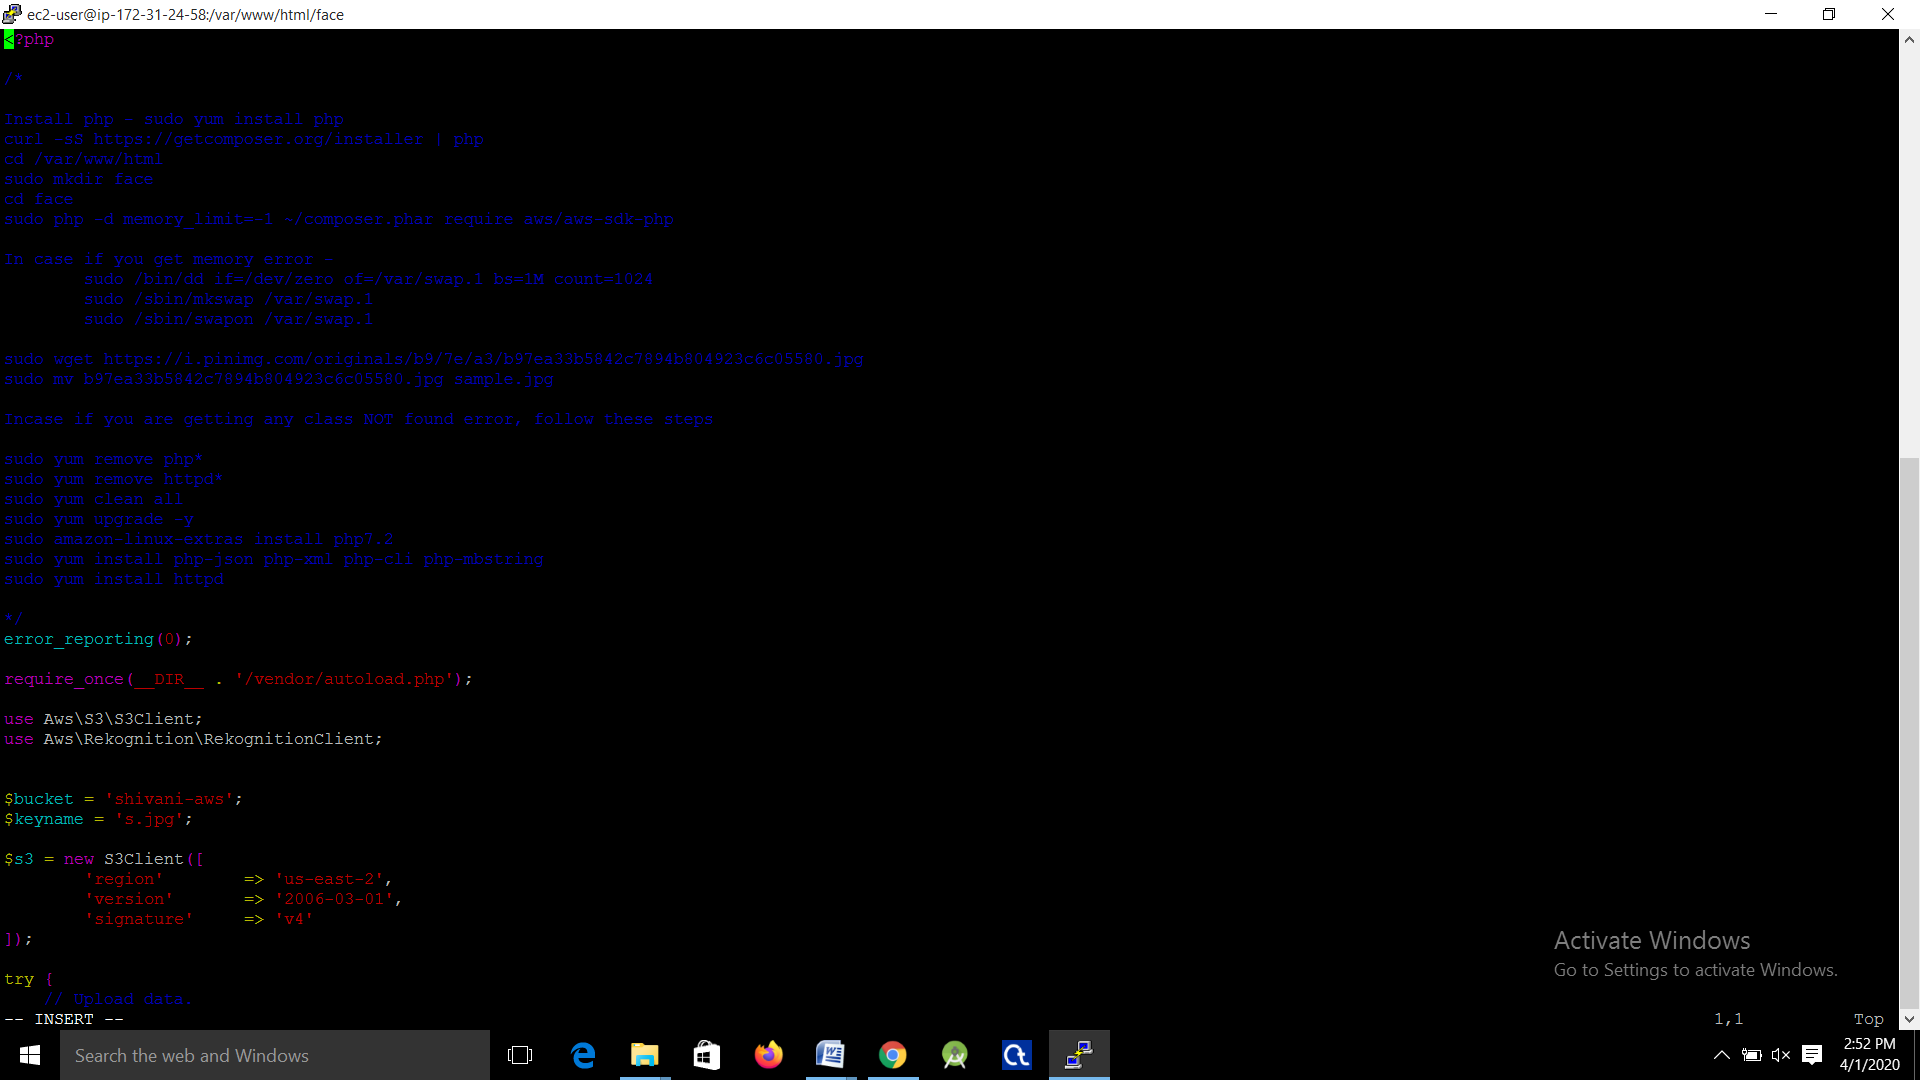 ec2-user@ip-172-31-24-58:/var/www/html/face
<?php
/*
Install php - sudo yum install php
curl -sS https://getcomposer.org/installer | php
cd /var/www/html
sudo mkdir face
cd face
sudo php -d memory_limit=-1 ~/composer.phar require aws/aws-sdk-php
In case if you get memory error -
sudo /bin/dd if=/dev/zero of=/var/swap.1 bs=1M count=1024
sudo /sbin/mkswap /var/swap.1
sudo /sbin/swapon /var/swap.1
sudo wget https://i.pinimg.com/originals/b9/7e/a3/b97ea33b5842c7894b804923c6c05580.jpg
sudo mv b97ea33b5842c7894b804923c6c05580.jpg sample.jpg
Incase if you are getting any class NOT found error, follow these steps
sudo yum remove php*
sudo yum remove httpd*
sudo yum clean all
sudo yum upgrade -y
sudo amazon-linux-extras install php7.2
sudo yum install php-json php-xml php-cli php-mbstring
sudo yum install httpd
*/
error_reporting(0);
require_once(__DIR__ . '/vendor/autoload.php');
use Aws\S3\S3Client;
use Aws\Rekognition\RekognitionClient;
$bucket = 'shivani-aws';
$keyname = 's.jpg';
$s3 = new S3Client([
'region' => 'us-east-2',
'version' => '2006-03-01',
'signature' => 'v4'
]);
try {
// Upload data.
-- INSERT -- 1,1 Top
Activate Windows
Go to Settings to activate Windows.
Search the web and Windows
2:52 PM
4/1/2020